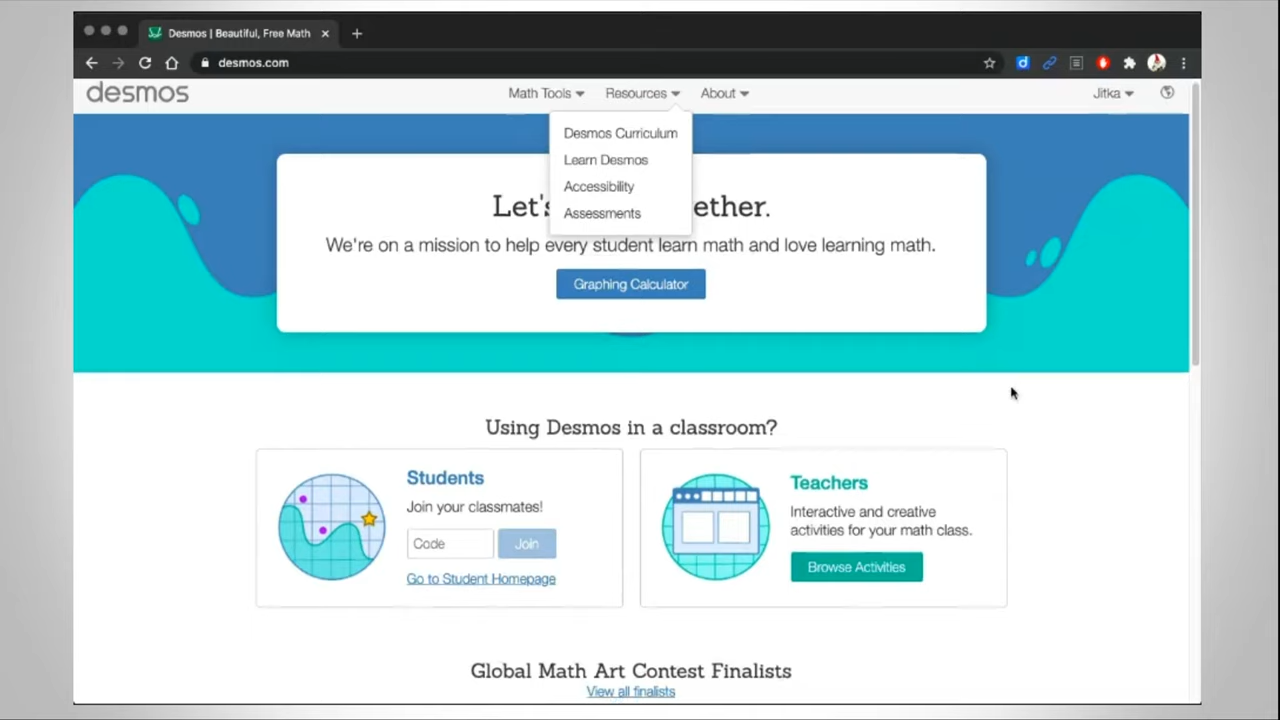 Desmos | Beautiful, Free Math
desmos.com
desmos
Math Tools
Resources
About
Jitka
Desmos Curriculum
Learn Desmos
Accessibility
Assessments
Let's ether.
We're on a mission to help every student learn math and love learning math.
Graphing Calculator
Using Desmos in a classroom?
Students
Join your classmates!
Code
Join
Go to Student Homepage
Teachers
Interactive and creative
activities for your math class.
Browse Activities
Global Math Art Contest Finalists
View all finalists